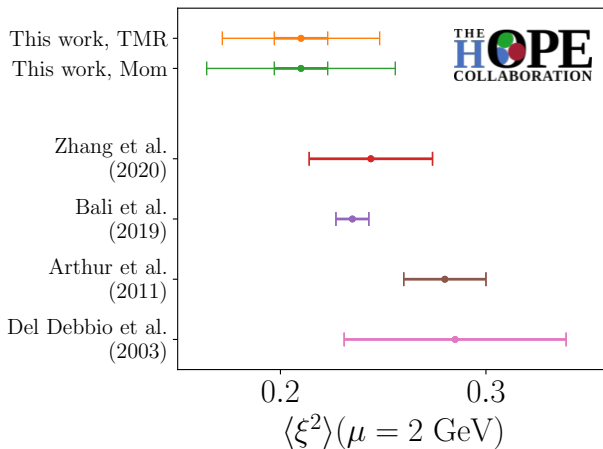 This work, TMR
This work, Mom
Zhang et al.
(2020)
Bali et al.
(2019)
Arthur et al.
(2011)
Del Debbio et al.
(2003)
THE
HOPE
COLLABORATION
0.2
0.3
⟨ξ²⟩(μ = 2 GeV)